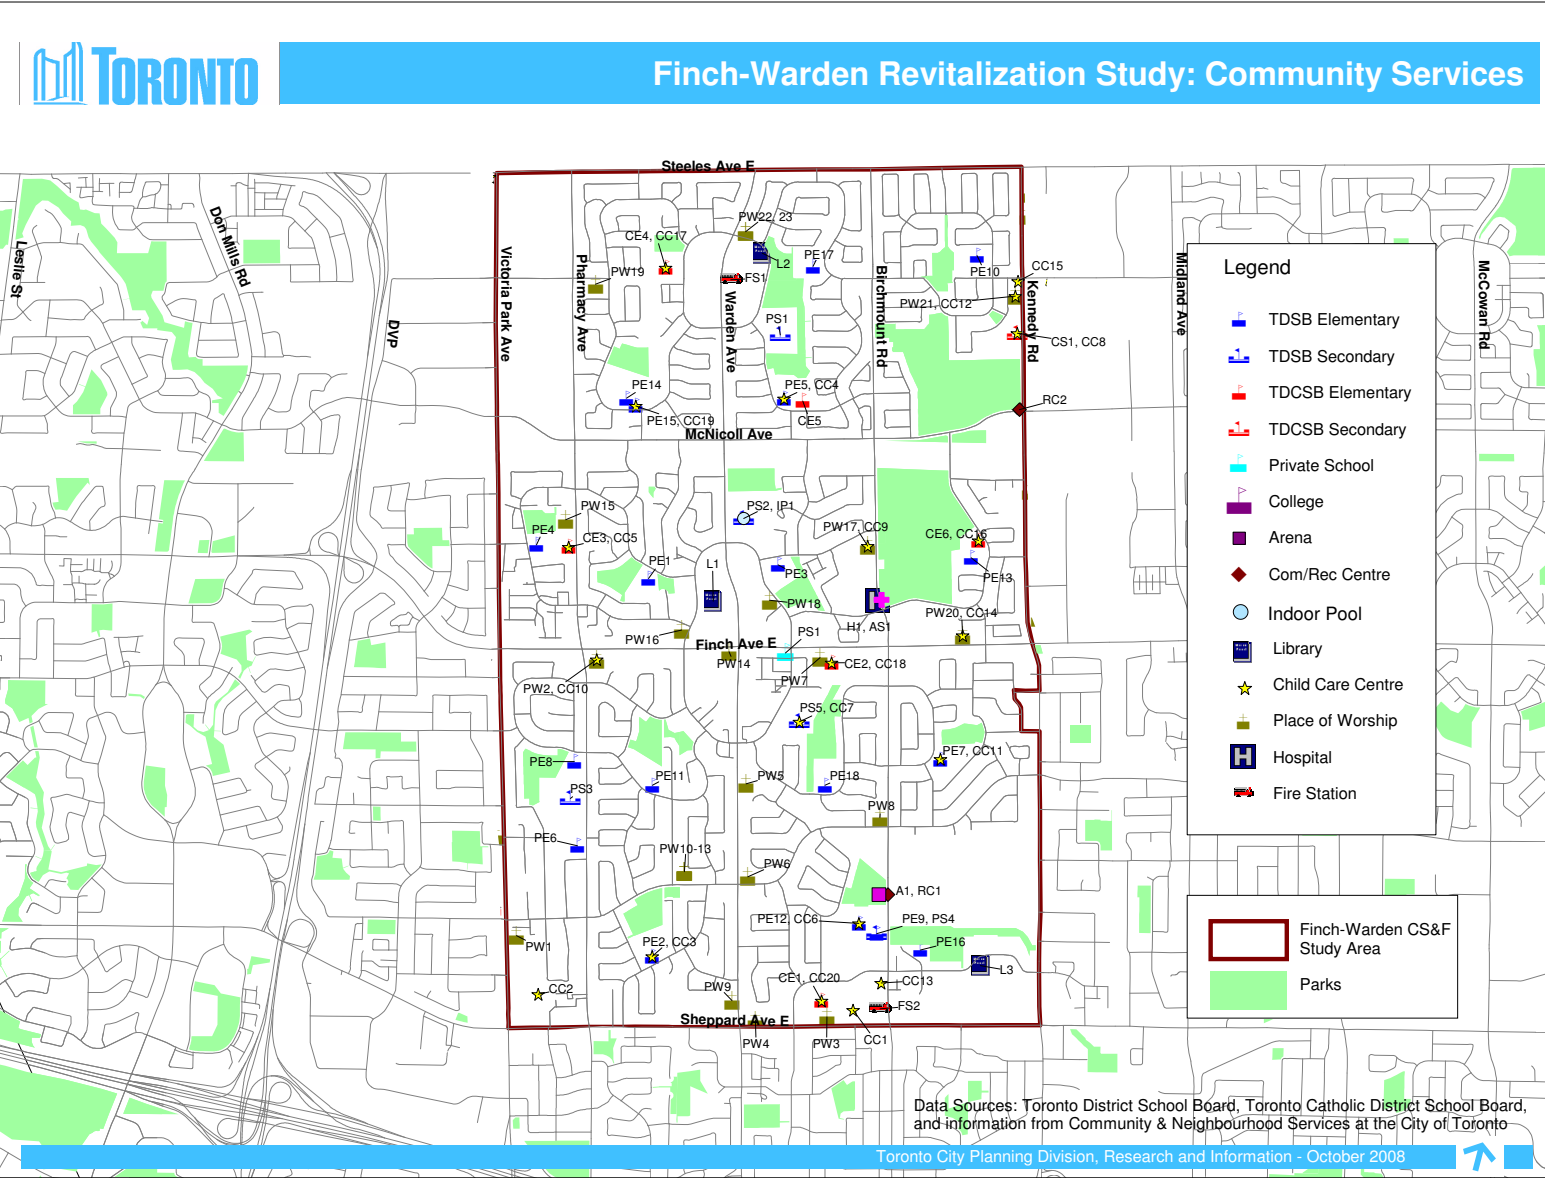 TORONTO
Finch-Warden Revitalization Study: Community Services
Steeles Ave E
Leslie St
Don Mills Rd
DVP
Victoria Park Ave
Pharmacy Ave
Warden Ave
Birchmount Rd
Kennedy Rd
Midland Ave
McCowan Rd
PW22, 23
CE4, CC17
L2
PE17
PE10
CC15
PW19
FS1
PW21, CC12
PS1
CS1, CC8
PE14
PE5, CC4
RC2
PE15, CC19
CE5
McNicoll Ave
PW15
PS2, IP1
PE4
CE3, CC5
PW17, CC9
CE6, CC16
PE1
L1
PE3
PE13
PW18
PW20, CC14
H1, AS1
PW16
PS1
Finch Ave E
PW14
CE2, CC18
PW7
PW2, CC10
PS5, CC7
PE7, CC11
PE8
PE11
PW5
PE18
PS3
PW8
PE6
PW10-13
PW6
A1, RC1
PE12, CC6
PE9, PS4
PW1
PE2, CC3
PE16
L3
CC2
PW9
CE1, CC20
CC13
FS2
Sheppard Ave E
PW4
PW3
CC1
Legend
TDSB Elementary
TDSB Secondary
TDCSB Elementary
TDCSB Secondary
Private School
College
Arena
Com/Rec Centre
Indoor Pool
Library
Child Care Centre
Place of Worship
H Hospital
Fire Station
Finch-Warden CS&F
Study Area
Parks
Data Sources: Toronto District School Board, Toronto Catholic District School Board,
and information from Community & Neighbourhood Services at the City of Toronto
Toronto City Planning Division, Research and Information - October 2008